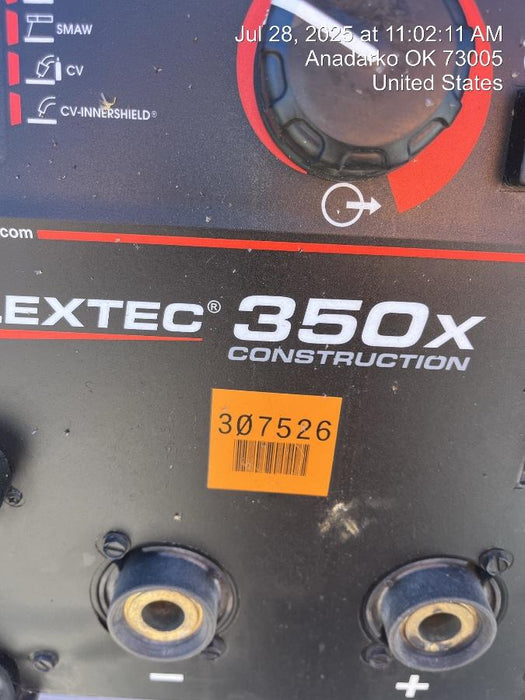 Jul 28, 2025 at 11:02:11 AM
Anadarko OK 73005
United States
SMAW
CV
CV-INNERSHIELD®
.com
LEXTEC® 350X
CONSTRUCTION
307526
−
+